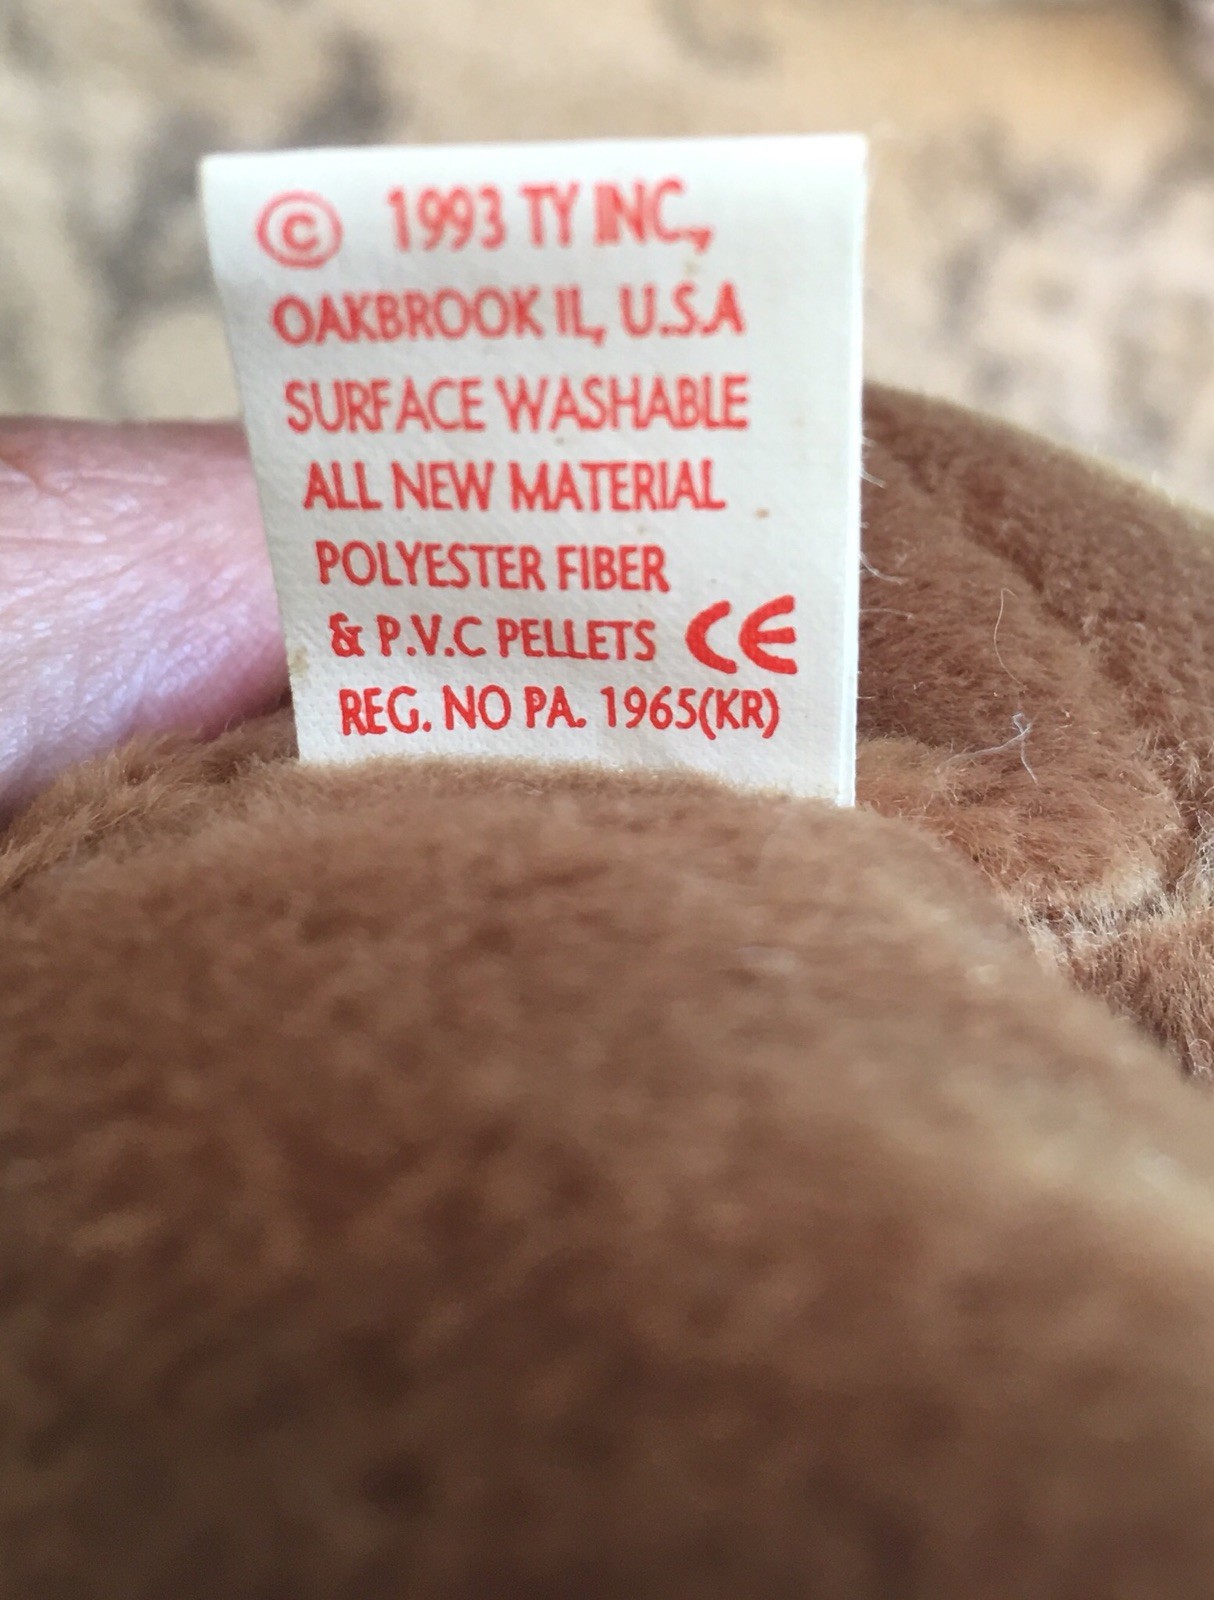 © 1993 TY INC,,
OAKBROOK IL, U.S.A
SURFACE WASHABLE
ALL NEW MATERIAL
POLYESTER FIBER
& P.V.C PELLETS CE
REG. NO PA. 1965(KR)